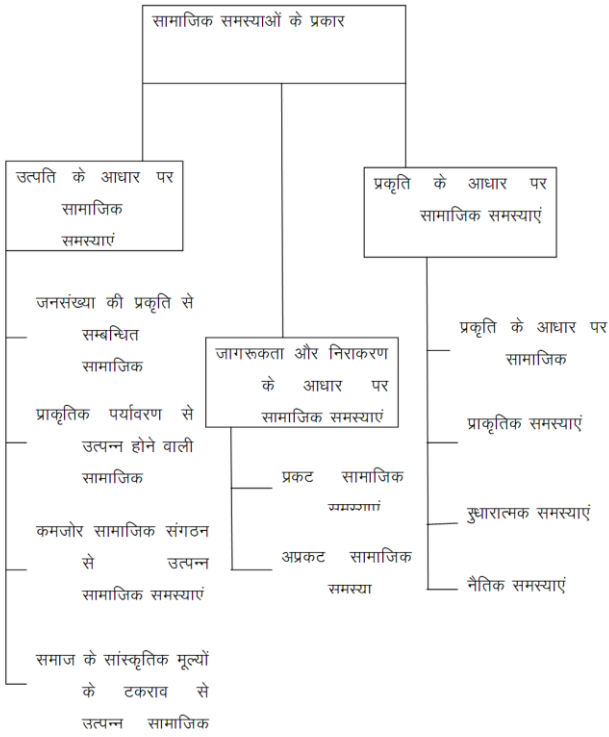 सामाजिक समस्याओं के प्रकार
उत्पति के आधार पर
सामाजिक
समस्याएं
जनसंख्या की प्रकृति से
सम्बन्धित
सामाजिक
प्राकृतिक पर्यावरण से
उत्पन्न होने वाली
सामाजिक
कमजोर सामाजिक संगठन
से उत्पन्न
सामाजिक समस्याएं
समाज के सांस्कृतिक मूल्यों
के टकराव से
उत्पन्न सामाजिक
जागरूकता और निराकरण
के आधार पर
सामाजिक समस्याएं
प्रकट सामाजिक
समस्याएं
अप्रकट सामाजिक
समस्या
प्रकृति के आधार पर
सामाजिक समस्याएं
प्रकृति के आधार पर
सामाजिक
प्राकृतिक समस्याएं
रुधारात्मक समस्याएं
नैतिक समस्याएं